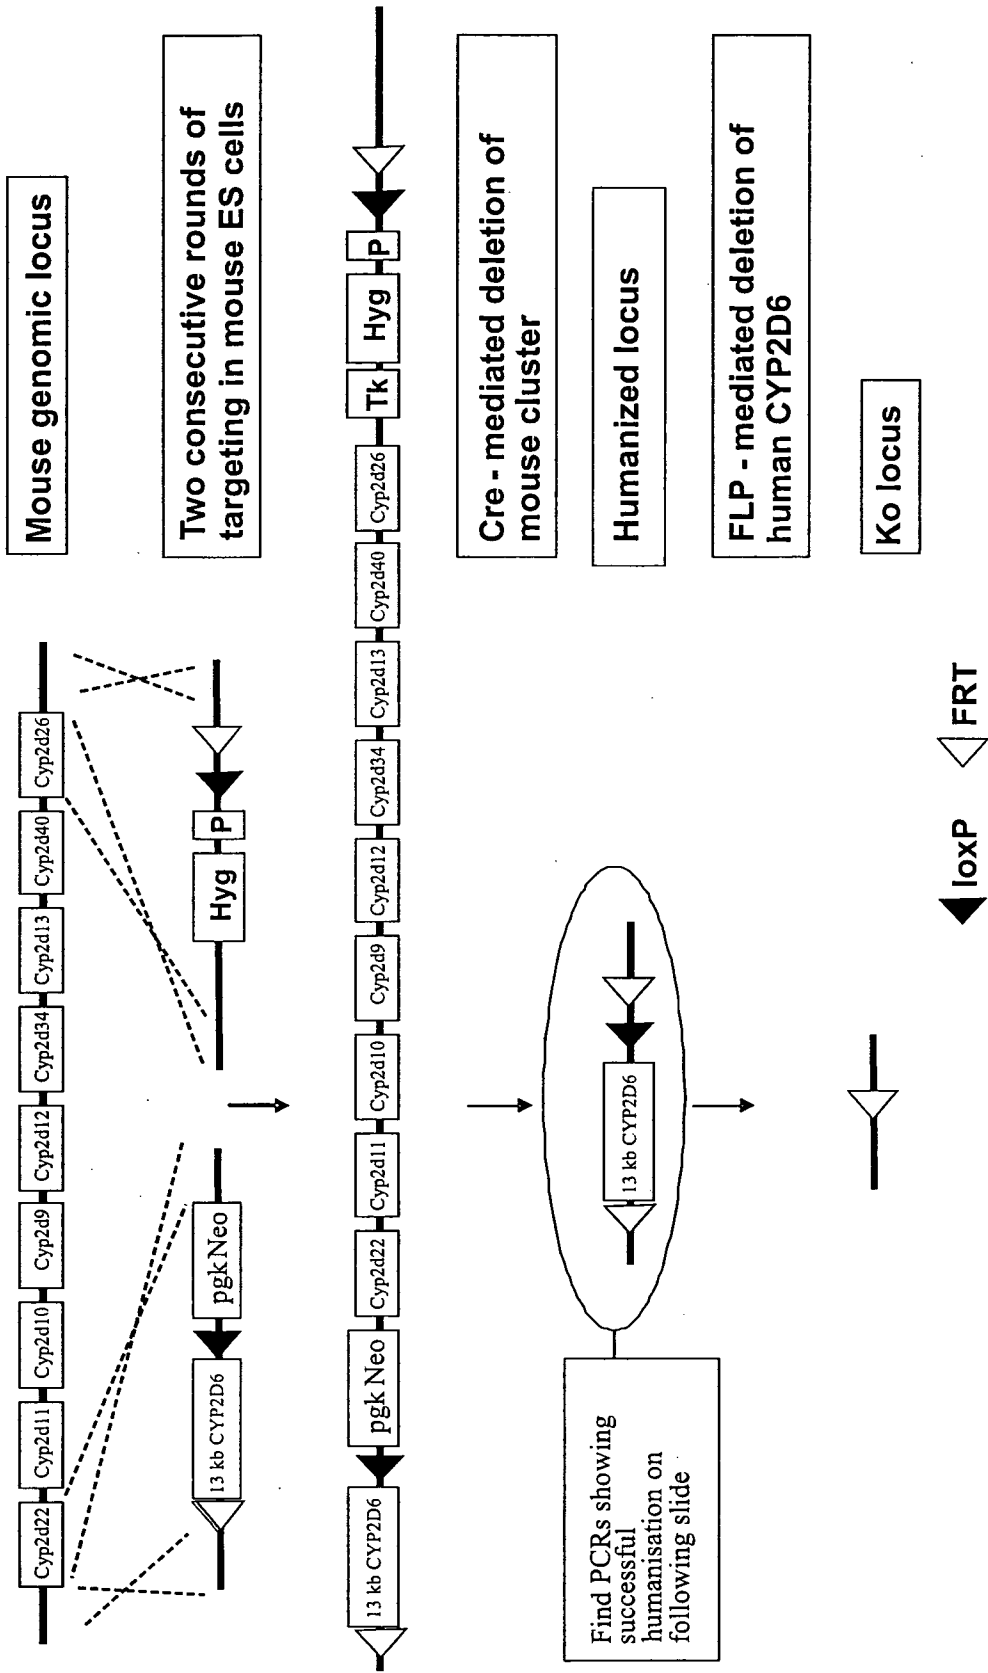 Mouse genomic locus
Cyp2d22 Cyp2d11 Cyp2d10 Cyp2d9 Cyp2d12 Cyp2d34 Cyp2d13 Cyp2d40 Cyp2d26
Two consecutive rounds of
targeting in mouse ES cells
13 kb CYP2D6 pgk Neo Hyg P
13 kb CYP2D6 pgk Neo Cyp2d22 Cyp2d11 Cyp2d10 Cyp2d9 Cyp2d12 Cyp2d34 Cyp2d13 Cyp2d40 Cyp2d26 Tk Hyg P
Cre - mediated deletion of
mouse cluster
Find PCRs showing
successful
humanisation on
following slide
13 kb CYP2D6
Humanized locus
FLP - mediated deletion of
human CYP2D6
Ko locus
loxP FRT